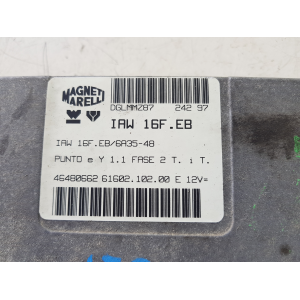 MAGNETI
MARELLI
DGLMMZ87 242 97
IAW 16F.EB
IAW 16F.EB/6A35-48
PUNTO e Y 1.1 FASE 2 T. i T.
46480662 61602.102.00 E 12V=